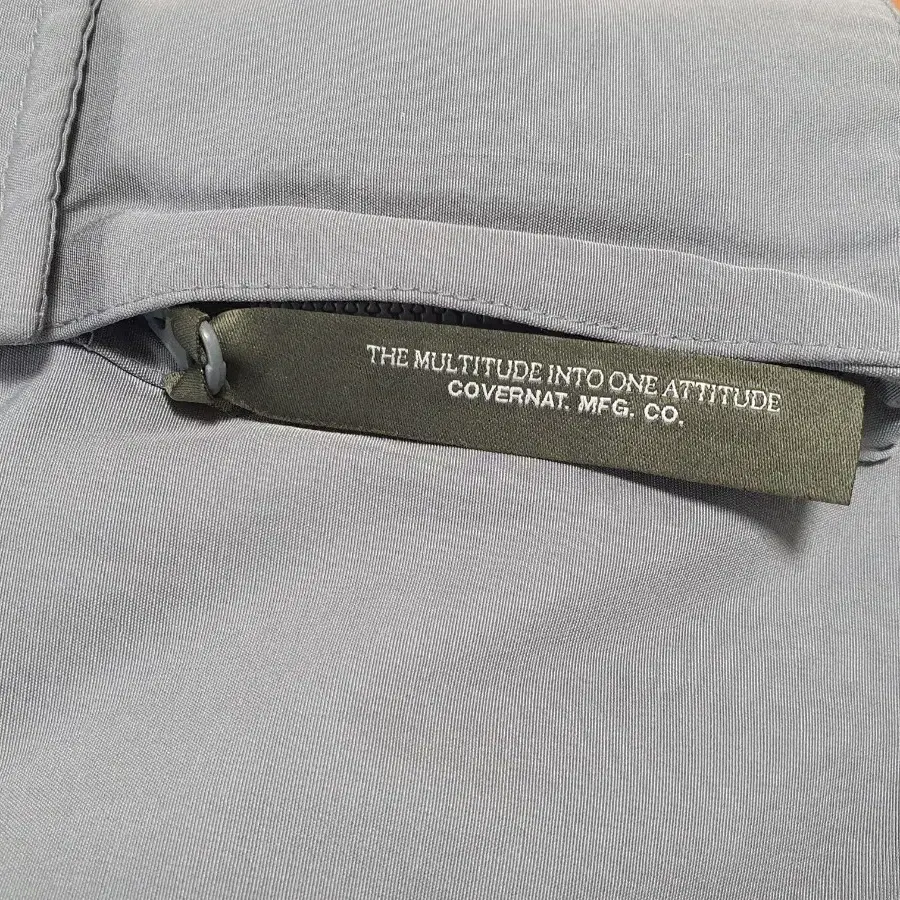 THE MULTITUDE INTO ONE ATTITUDE
COVERNAT. MFG. CO.